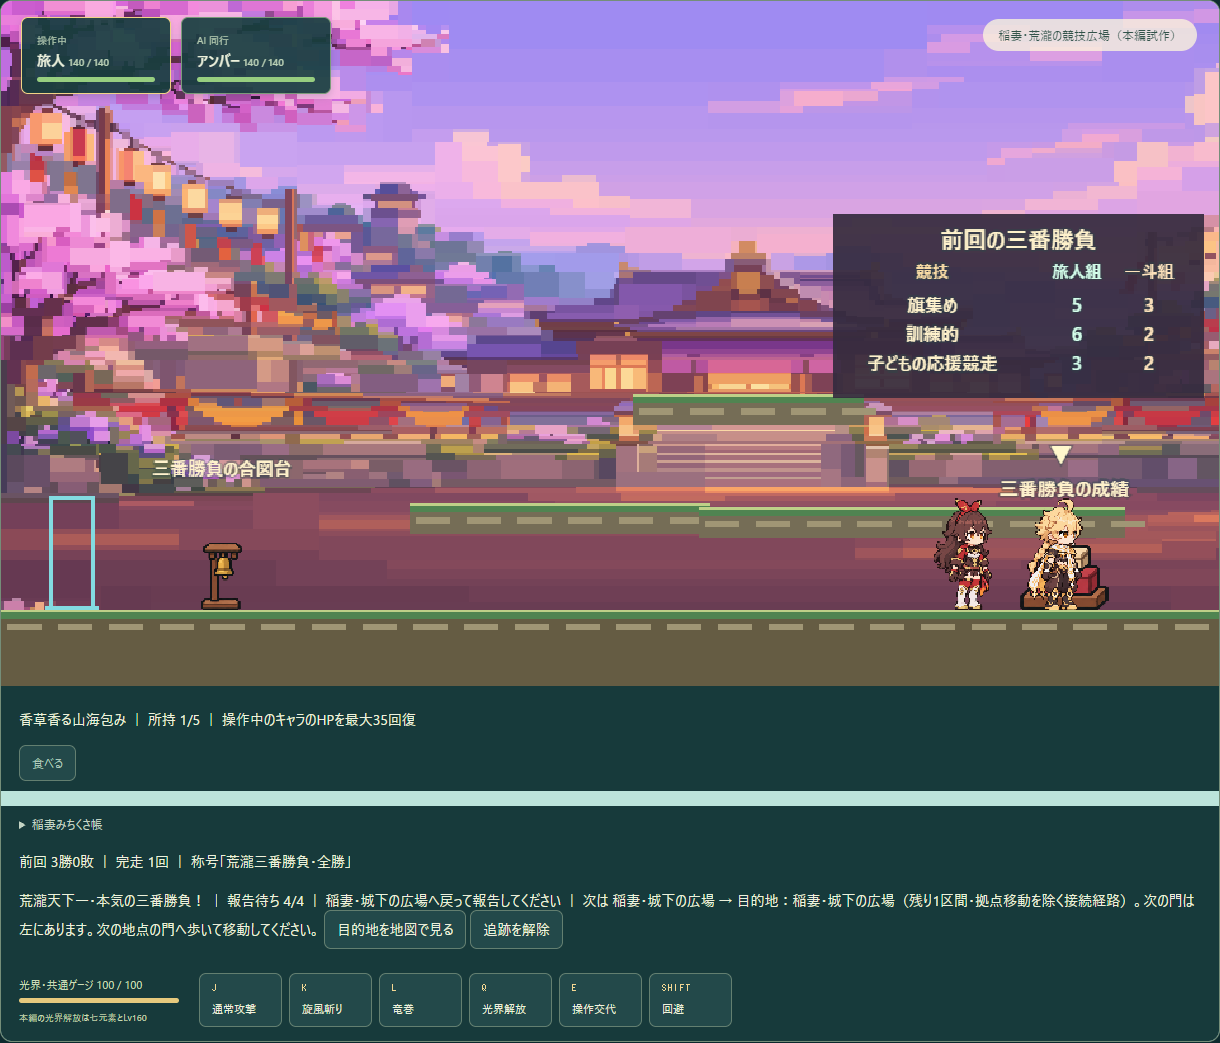 操作中
旅人 140 / 140
AI 同行
アンバー 140 / 140
稲妻・荒瀧の競技広場（本編試作）
前回の三番勝負
競技 旅人組 一斗組
旗集め 5 3
訓練的 6 2
子どもの応援競走 3 2
三番勝負の合図台
三番勝負の成績
香草香る山海包み ｜ 所持 1/5 ｜ 操作中のキャラのHPを最大35回復
食べる
▶ 稲妻みちくさ帳
前回 3勝0敗 ｜ 完走 1回 ｜ 称号「荒瀧三番勝負・全勝」
荒瀧天下一・本気の三番勝負！ ｜ 報告待ち 4/4 ｜ 稲妻・城下の広場へ戻って報告してください ｜ 次は 稲妻・城下の広場 → 目的地：稲妻・城下の広場（残り1区間・拠点移動を除く接続経路）。次の門は
左にあります。次の地点の門へ歩いて移動してください。 目的地を地図で見る 追跡を解除
光界・共通ゲージ 100 / 100
本編の光界解放は七元素とLv160
J
通常攻撃
K
旋風斬り
L
竜巻
Q
光界解放
E
操作交代
SHIFT
回避